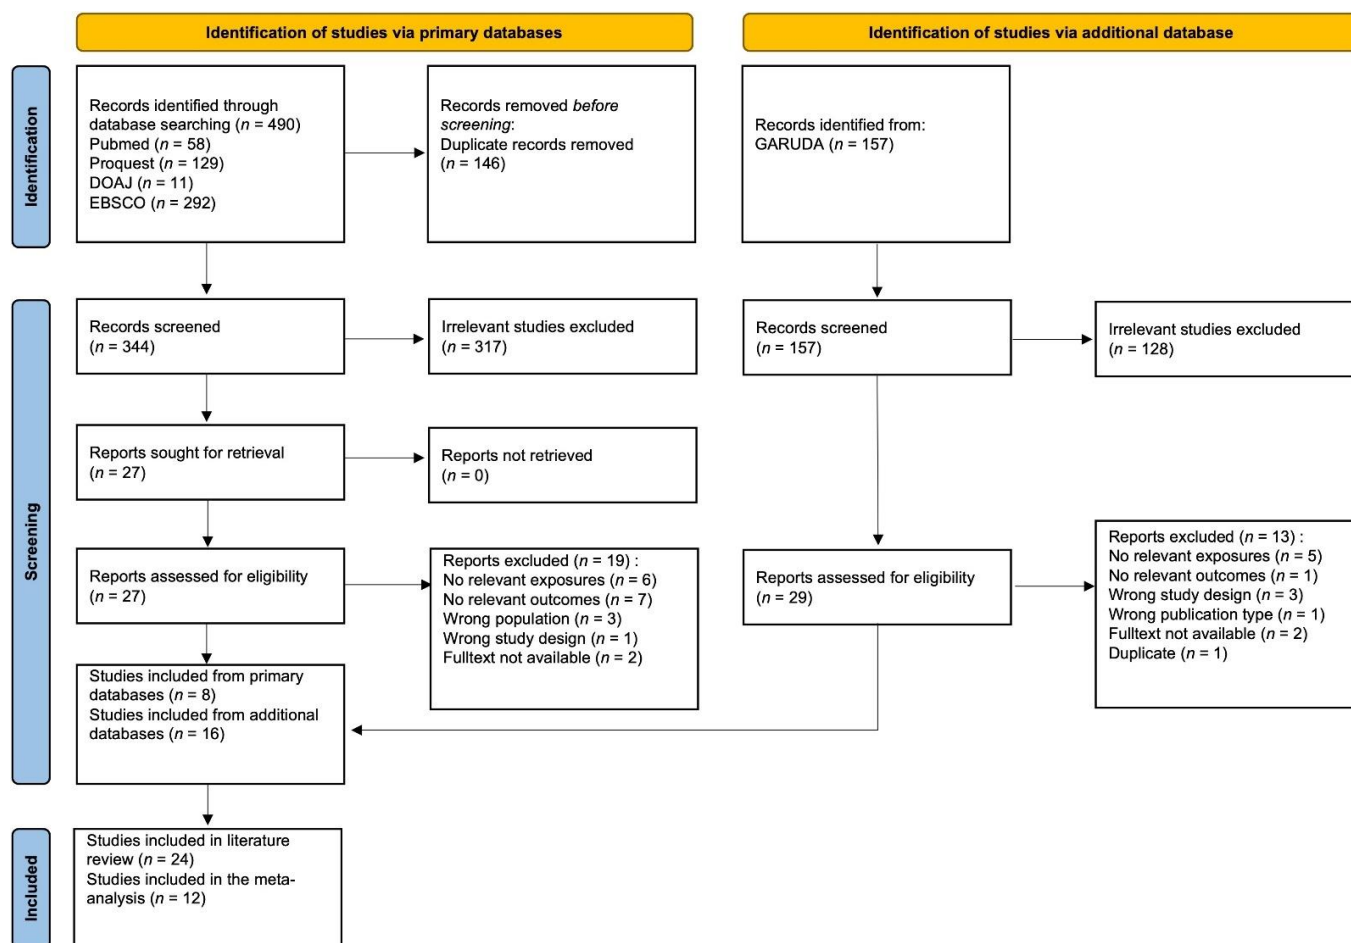 Identification of studies via primary databases
Identification of studies via additional database
Identification
Records identified through
database searching (n = 490)
Pubmed (n = 58)
Proquest (n = 129)
DOAJ (n = 11)
EBSCO (n = 292)
Records removed before
screening:
Duplicate records removed
(n = 146)
Records identified from:
GARUDA (n = 157)
Screening
Records screened
(n = 344)
Irrelevant studies excluded
(n = 317)
Records screened
(n = 157)
Irrelevant studies excluded
(n = 128)
Reports sought for retrieval
(n = 27)
Reports not retrieved
(n = 0)
Reports assessed for eligibility
(n = 27)
Reports excluded (n = 19) :
No relevant exposures (n = 6)
No relevant outcomes (n = 7)
Wrong population (n = 3)
Wrong study design (n = 1)
Fulltext not available (n = 2)
Reports assessed for eligibility
(n = 29)
Reports excluded (n = 13) :
No relevant exposures (n = 5)
No relevant outcomes (n = 1)
Wrong study design (n = 3)
Wrong publication type (n = 1)
Fulltext not available (n = 2)
Duplicate (n = 1)
Studies included from primary
databases (n = 8)
Studies included from additional
databases (n = 16)
Included
Studies included in literature
review (n = 24)
Studies included in the meta-
analysis (n = 12)